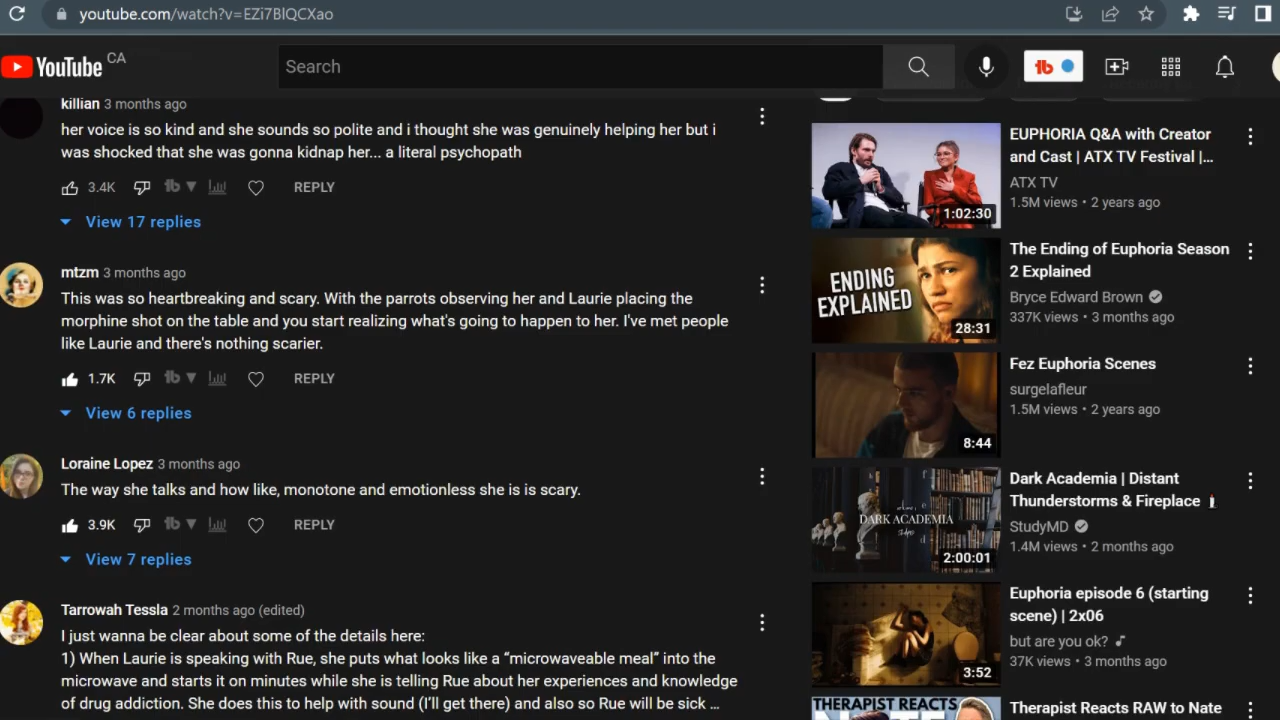 youtube.com/watch?v=EZi7BlQCXao
YouTube CA
Search
killian 3 months ago
her voice is so kind and she sounds so polite and i thought she was genuinely helping her but i
was shocked that she was gonna kidnap her... a literal psychopath
3.4K REPLY
View 17 replies
mtzm 3 months ago
This was so heartbreaking and scary. With the parrots observing her and Laurie placing the
morphine shot on the table and you start realizing what's going to happen to her. I've met people
like Laurie and there's nothing scarier.
1.7K REPLY
View 6 replies
Loraine Lopez 3 months ago
The way she talks and how like, monotone and emotionless she is is scary.
3.9K REPLY
View 7 replies
Tarrowah Tessla 2 months ago (edited)
I just wanna be clear about some of the details here:
1) When Laurie is speaking with Rue, she puts what looks like a “microwaveable meal” into the
microwave and starts it on minutes while she is telling Rue about her experiences and knowledge
of drug addiction. She does this to help with sound (I’ll get there) and also so Rue will be sick ...
1:02:30
EUPHORIA Q&A with Creator
and Cast | ATX TV Festival |...
ATX TV
1.5M views • 2 years ago
ENDING
EXPLAINED
28:31
The Ending of Euphoria Season
2 Explained
Bryce Edward Brown
337K views • 3 months ago
8:44
Fez Euphoria Scenes
surgelafleur
1.5M views • 2 years ago
DARK ACADEMIA
2:00:01
Dark Academia | Distant
Thunderstorms & Fireplace
StudyMD
1.4M views • 2 months ago
3:52
Euphoria episode 6 (starting
scene) | 2x06
but are you ok?
37K views • 3 months ago
THERAPIST REACTS
Therapist Reacts RAW to Nate